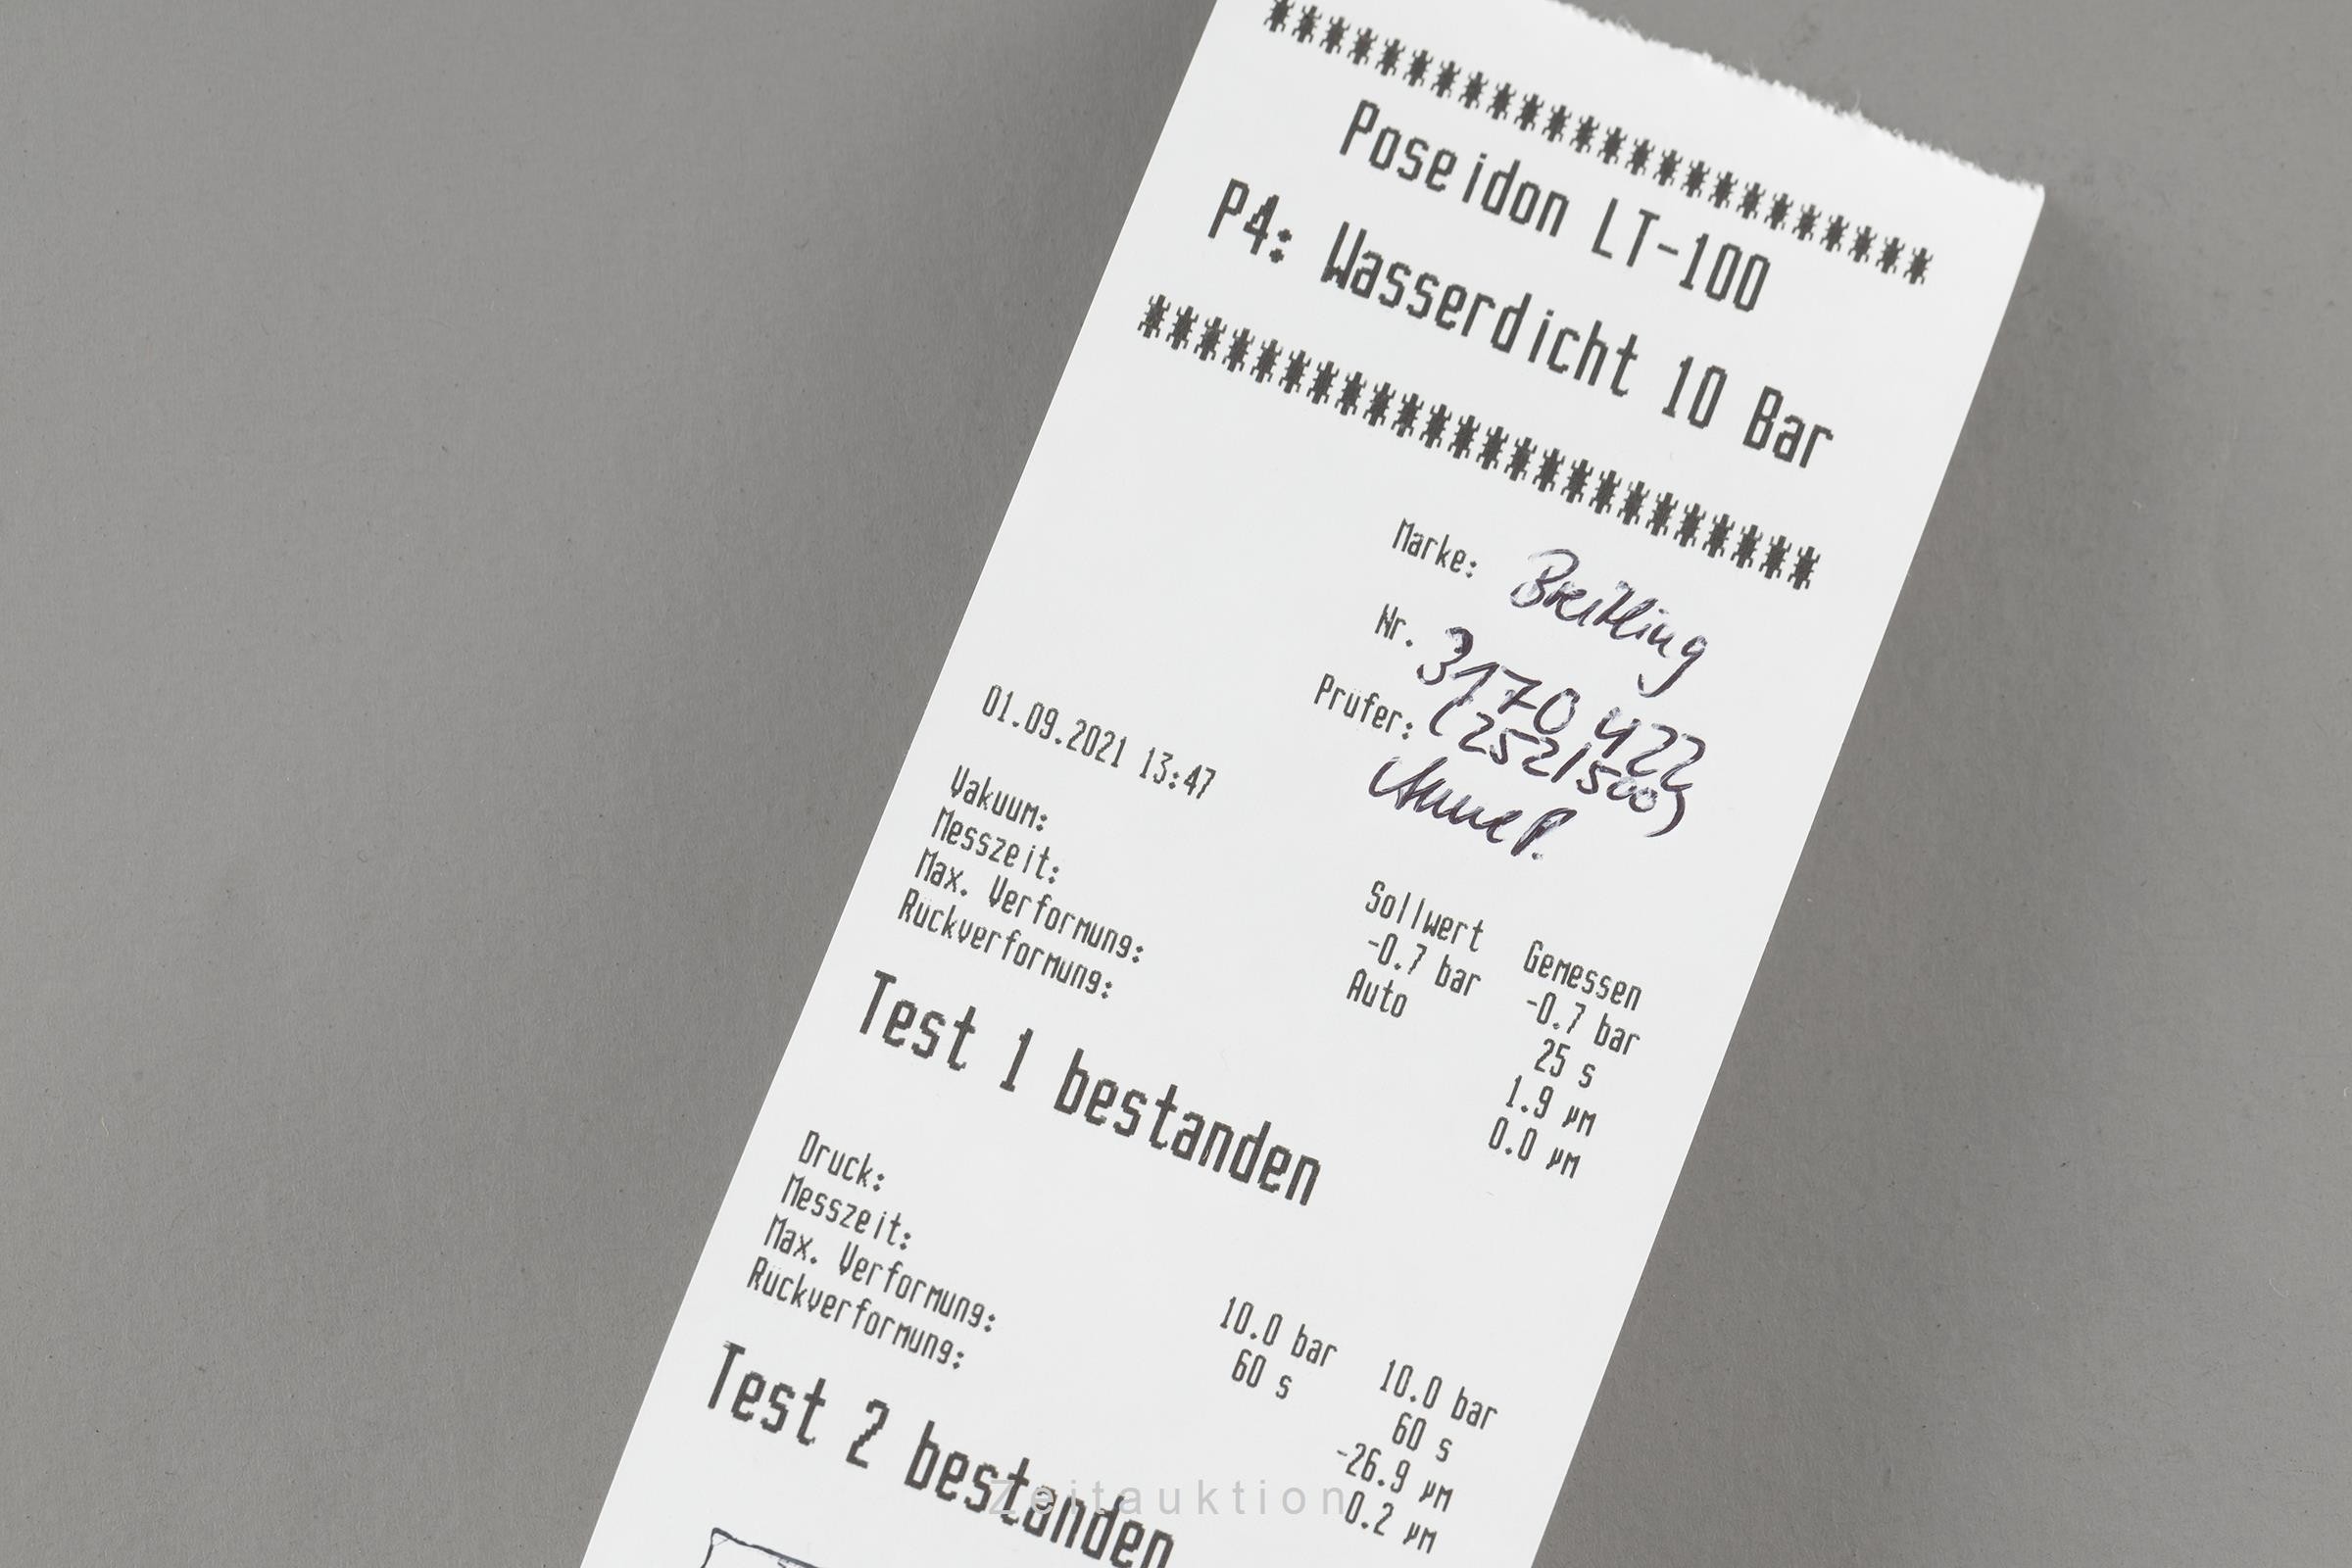 ************************
Poseidon LT-100
P4: Wasserdicht 10 Bar
************************
Marke: Breitling
Nr. 3170 422
(252/500)
Prüfer: Anne P.
01.09.2021 13:47
Sollwert Gemessen
Vakuum: -0.7 bar -0.7 bar
Messzeit: Auto 25 s
Max. Verformung: 1.9 µm
Rückverformung: 0.0 µm
Test 1 bestanden
Druck: 10.0 bar 10.0 bar
Messzeit: 60 s 60 s
Max. Verformung: -26.9 µm
Rückverformung: 0.2 µm
Test 2 bestanden
Zeitauktion